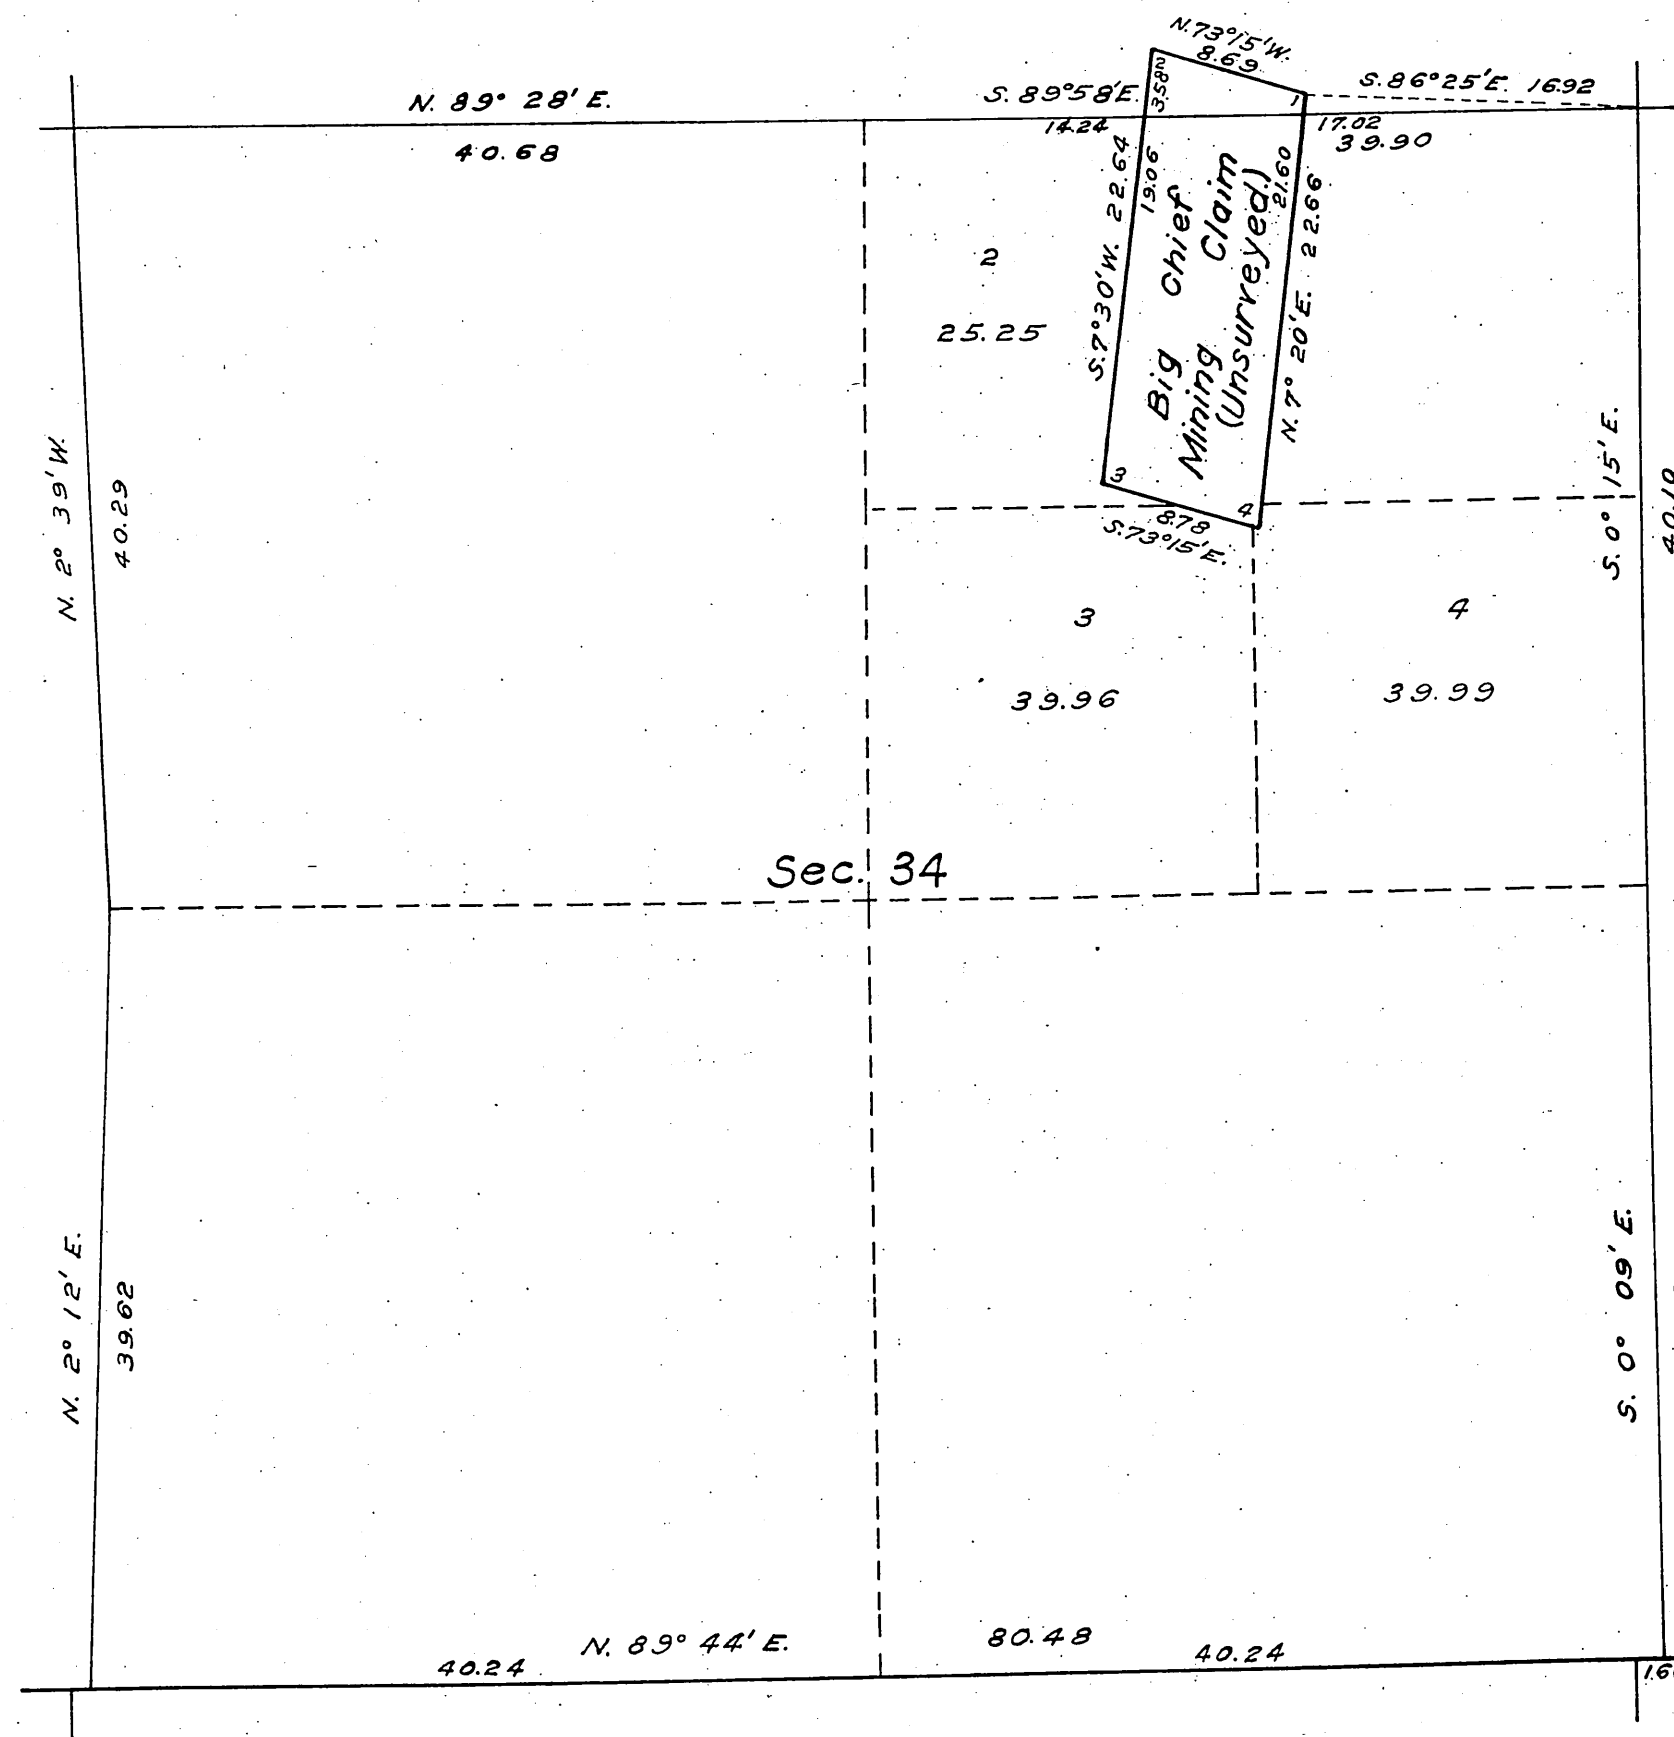 N. 73°15' W.
8.69
N. 89° 28' E.
40.68
S. 89°58' E.
14.24
2
3.58
1
S. 86°25' E. 16.92
17.02
39.90
S. 7°30' W. 22.64
19.06
Big Chief
Mining Claim
(Unsurveyed.)
21.60
N. 7° 20' E. 22.66
2
25.25
3
4
8.78
S. 73°15' E.
N. 2° 39' W.
40.29
S. 0° 15' E.
3
39.96
4
39.99
Sec. 34
N. 2° 12' E.
39.62
S. 0° 09' E.
N. 89° 44' E.
80.48
40.24
40.24